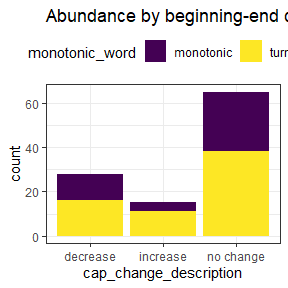 Abundance by beginning-end
monotonic_word monotonic turn
60
40
20
0
count
decrease increase no change
cap_change_description